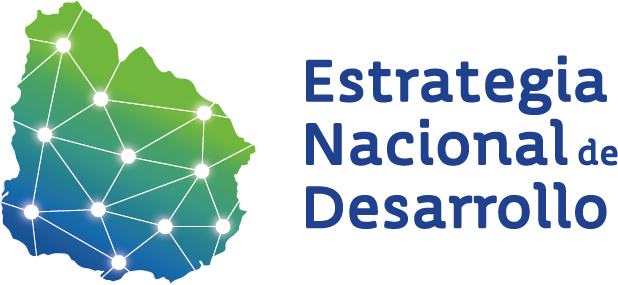 Estrategia
Nacional de
Desarrollo